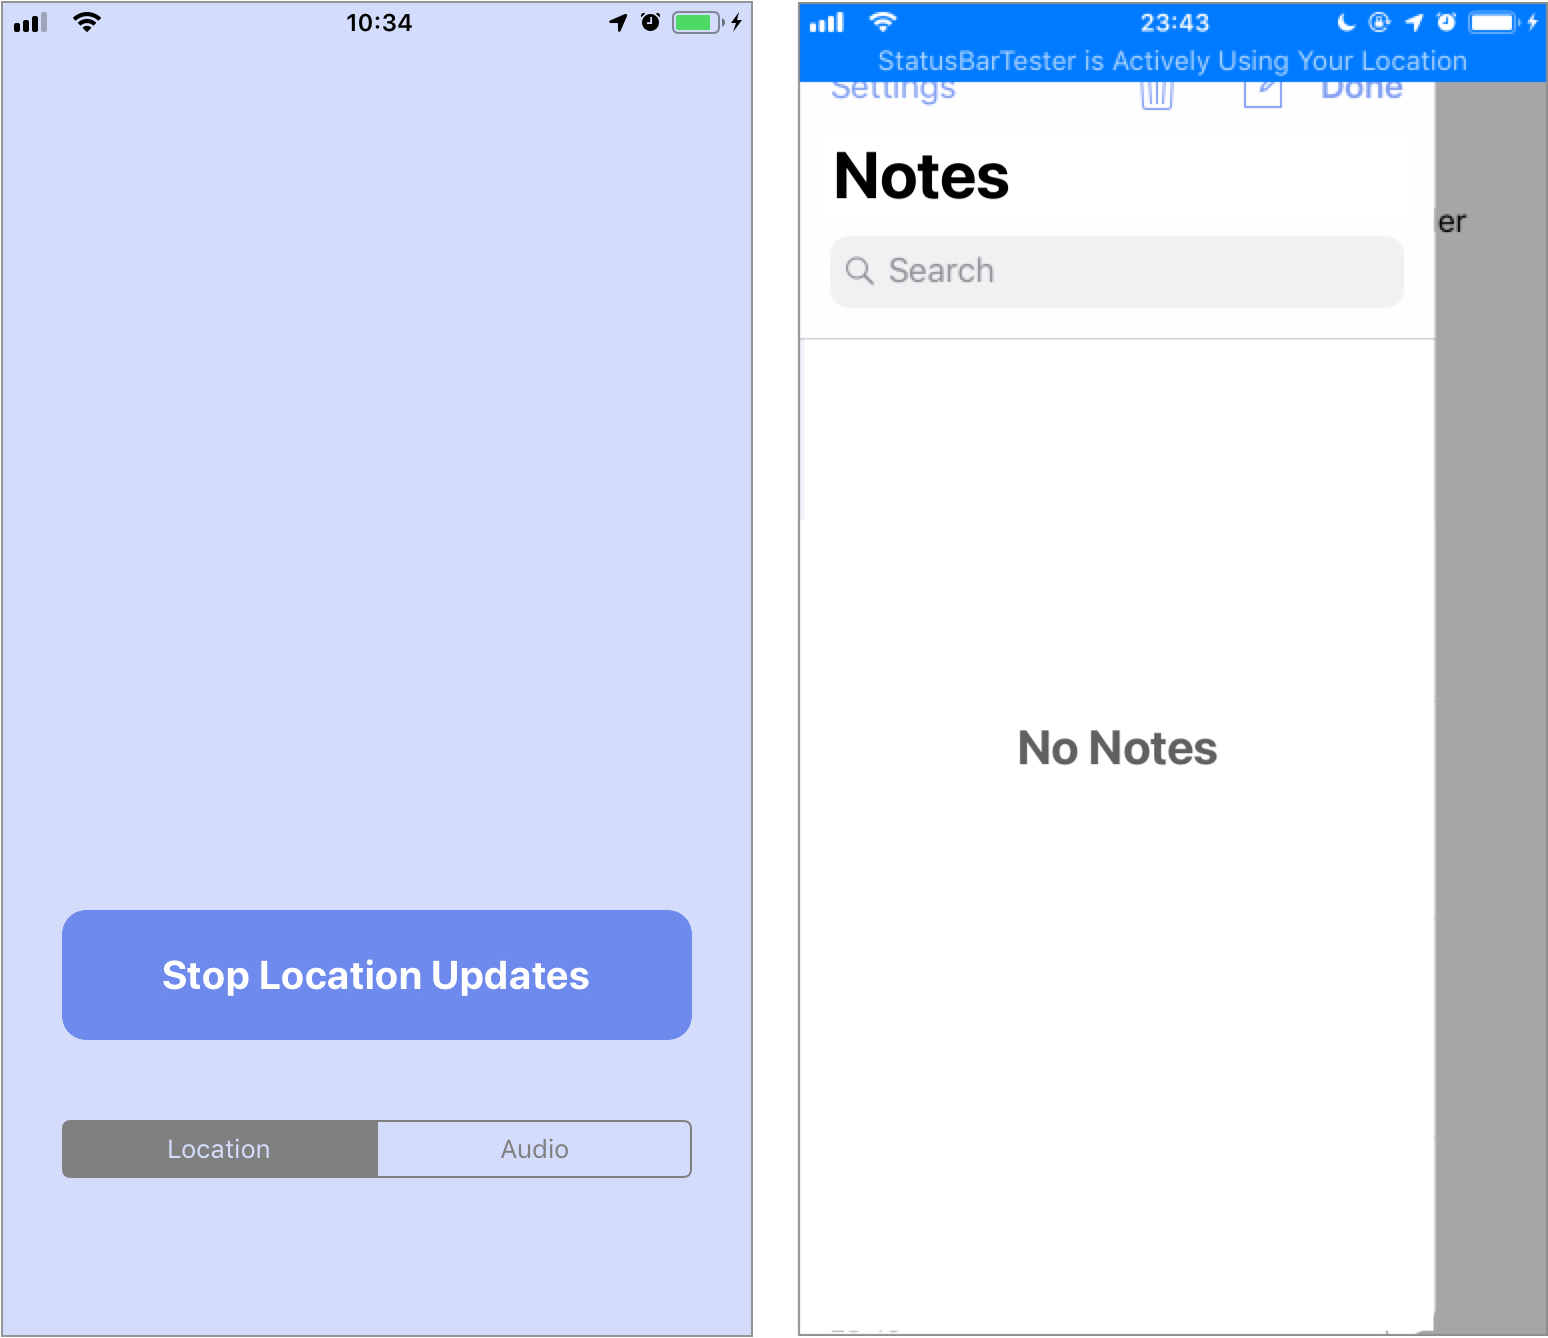 10:34
Stop Location Updates
Location
Audio
23:43
StatusBarTester is Actively Using Your Location
Settings
Done
Notes
er
Search
No Notes